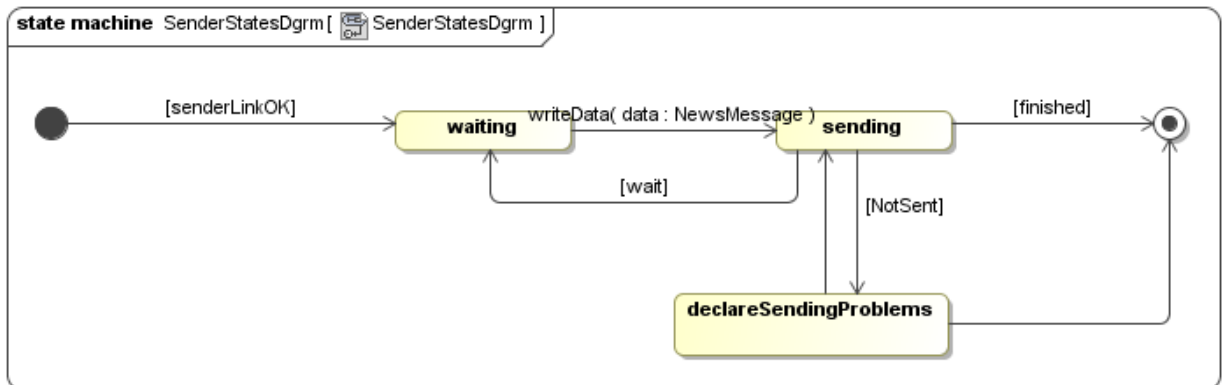 state machine SenderStatesDgrm [ SenderStatesDgrm ]
[senderLinkOK]
writeData( data : NewsMessage )
[finished]
waiting
sending
[wait]
[NotSent]
declareSendingProblems